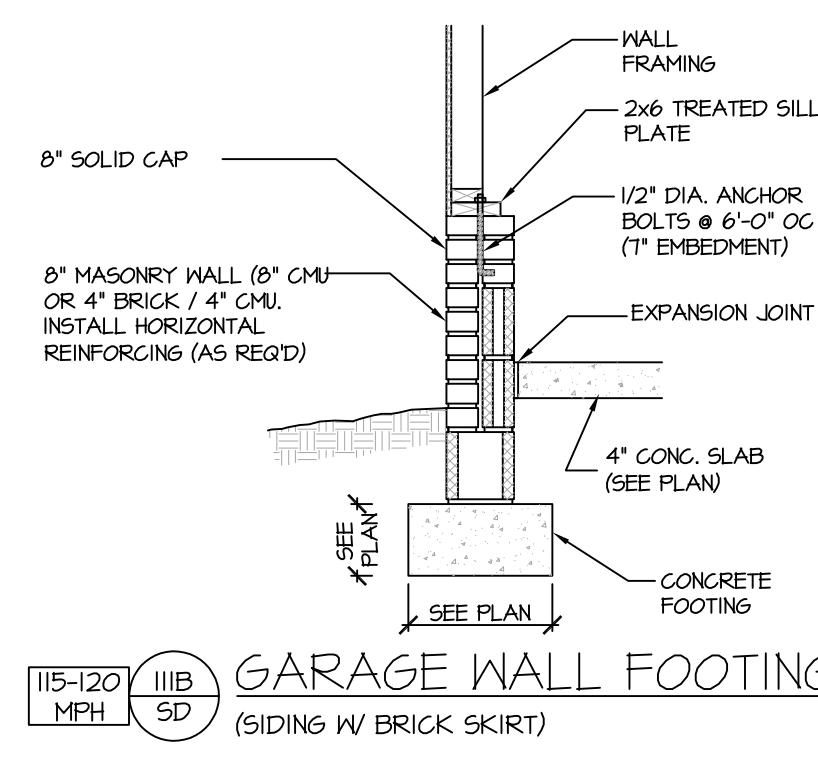 WALL
FRAMING
2x6 TREATED SILL
PLATE
8" SOLID CAP
1/2" DIA. ANCHOR
BOLTS @ 6'-0" OC
(7" EMBEDMENT)
8" MASONRY WALL (8" CMU
OR 4" BRICK / 4" CMU.
INSTALL HORIZONTAL
REINFORCING (AS REQ'D)
EXPANSION JOINT
4" CONC. SLAB
(SEE PLAN)
SEE
PLAN
CONCRETE
FOOTING
SEE PLAN
115-120
MPH
111B
SD
GARAGE WALL FOOTING
(SIDING W/ BRICK SKIRT)